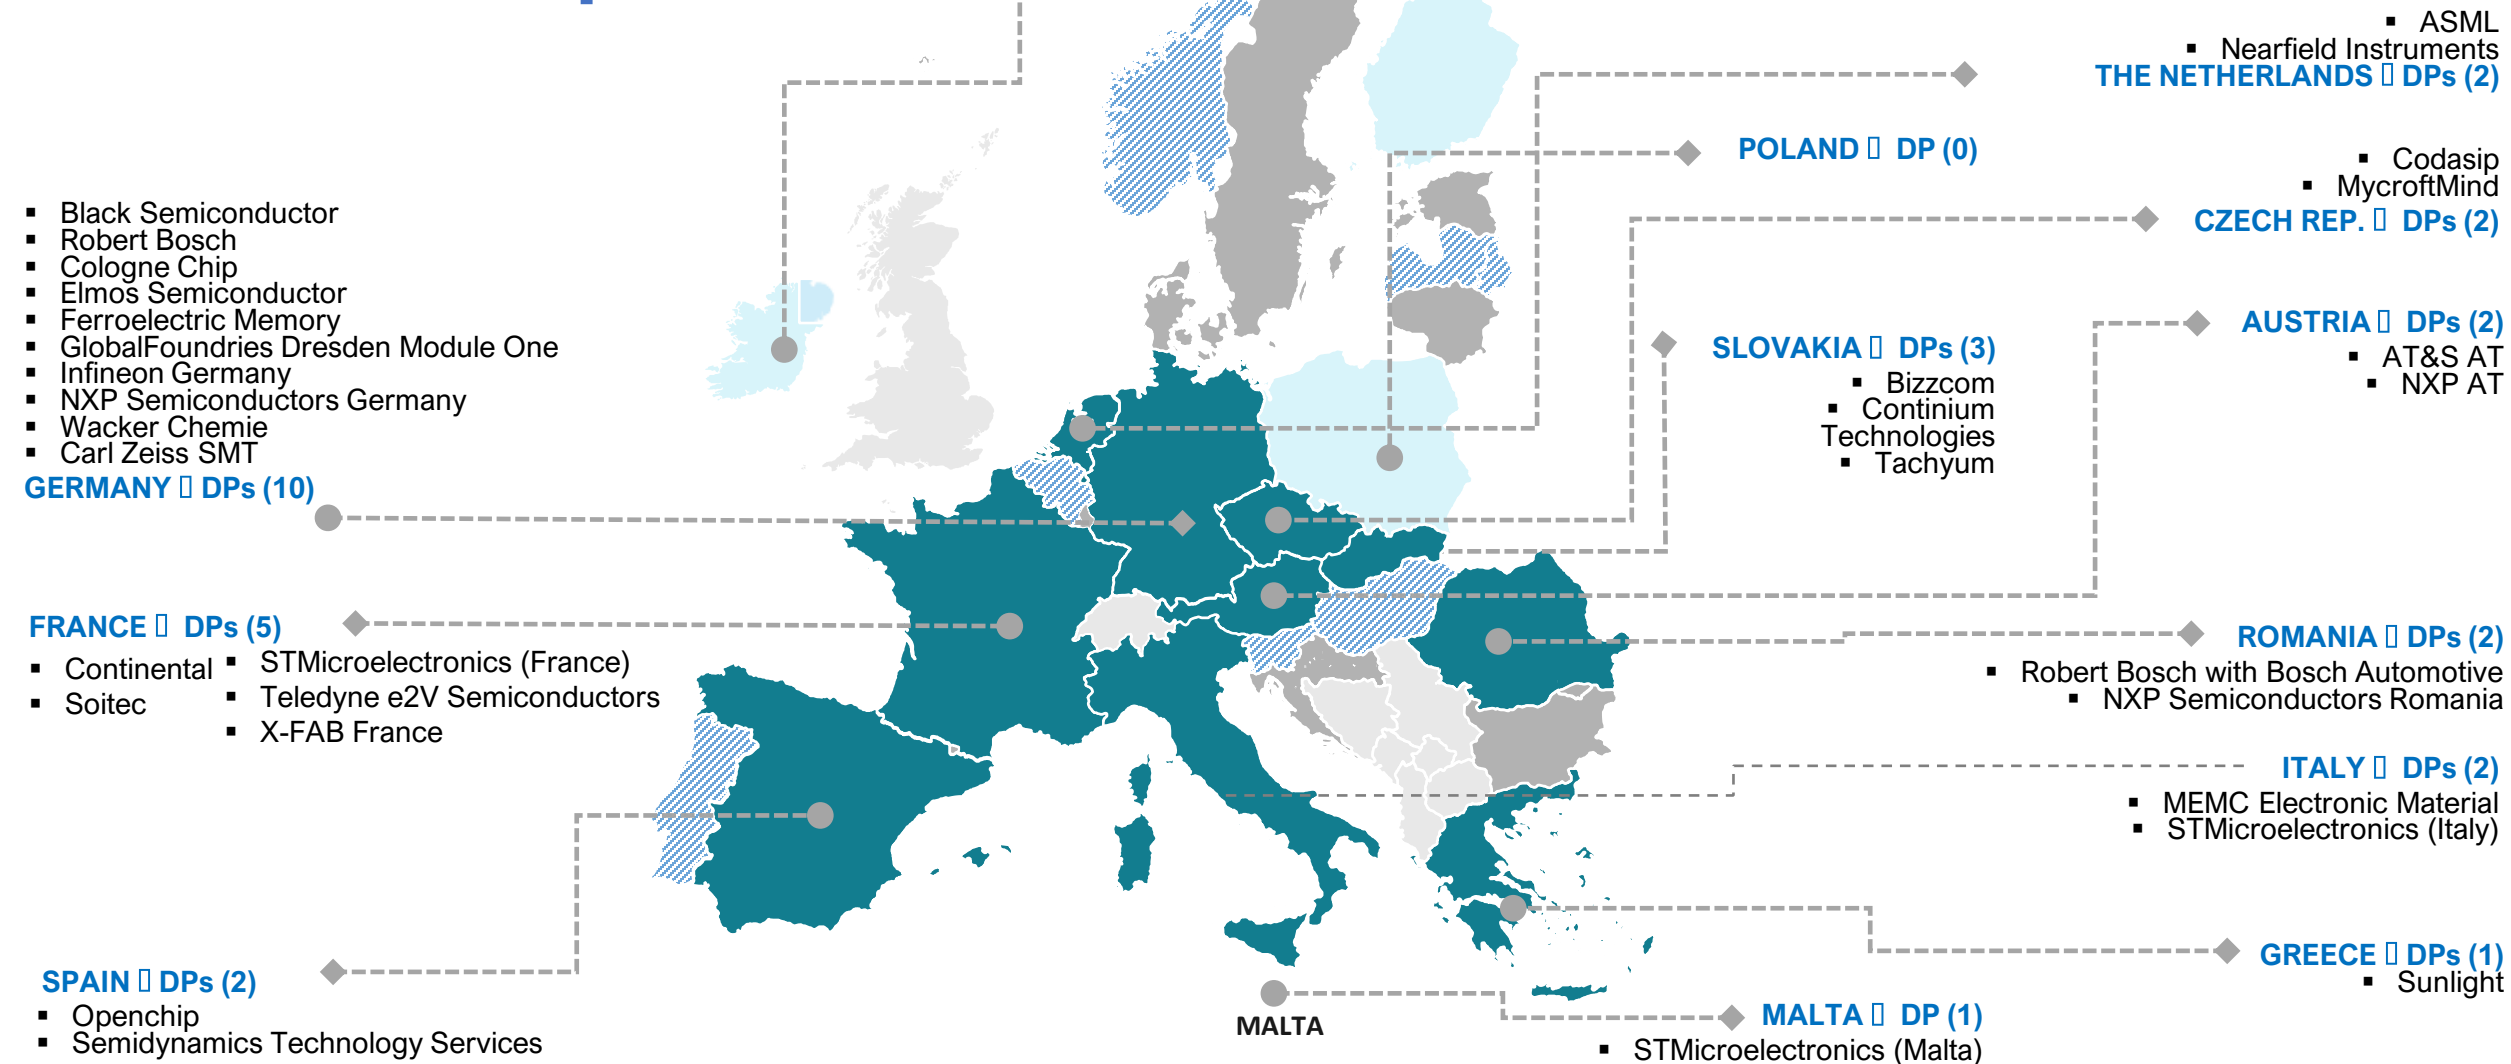 ▪ Black Semiconductor
▪ Robert Bosch
▪ Cologne Chip
▪ Elmos Semiconductor
▪ Ferroelectric Memory
▪ GlobalFoundries Dresden Module One
▪ Infineon Germany
▪ NXP Semiconductors Germany
▪ Wacker Chemie
▪ Carl Zeiss SMT
GERMANY DPs (10)
FRANCE DPs (5)
▪ Continental
▪ Soitec
▪ STMicroelectronics (France)
▪ Teledyne e2V Semiconductors
▪ X-FAB France
SPAIN DPs (2)
▪ Openchip
▪ Semidynamics Technology Services
▪ ASML
▪ Nearfield Instruments
THE NETHERLANDS DPs (2)
POLAND DP (0)
▪ Codasip
▪ MycroftMind
CZECH REP. DPs (2)
SLOVAKIA DPs (3)
▪ Bizzcom
▪ Continium
Technologies
▪ Tachyum
AUSTRIA DPs (2)
▪ AT&S AT
▪ NXP AT
ROMANIA DPs (2)
▪ Robert Bosch with Bosch Automotive
▪ NXP Semiconductors Romania
ITALY DPs (2)
▪ MEMC Electronic Material
▪ STMicroelectronics (Italy)
GREECE DPs (1)
▪ Sunlight
MALTA
MALTA DP (1)
▪ STMicroelectronics (Malta)